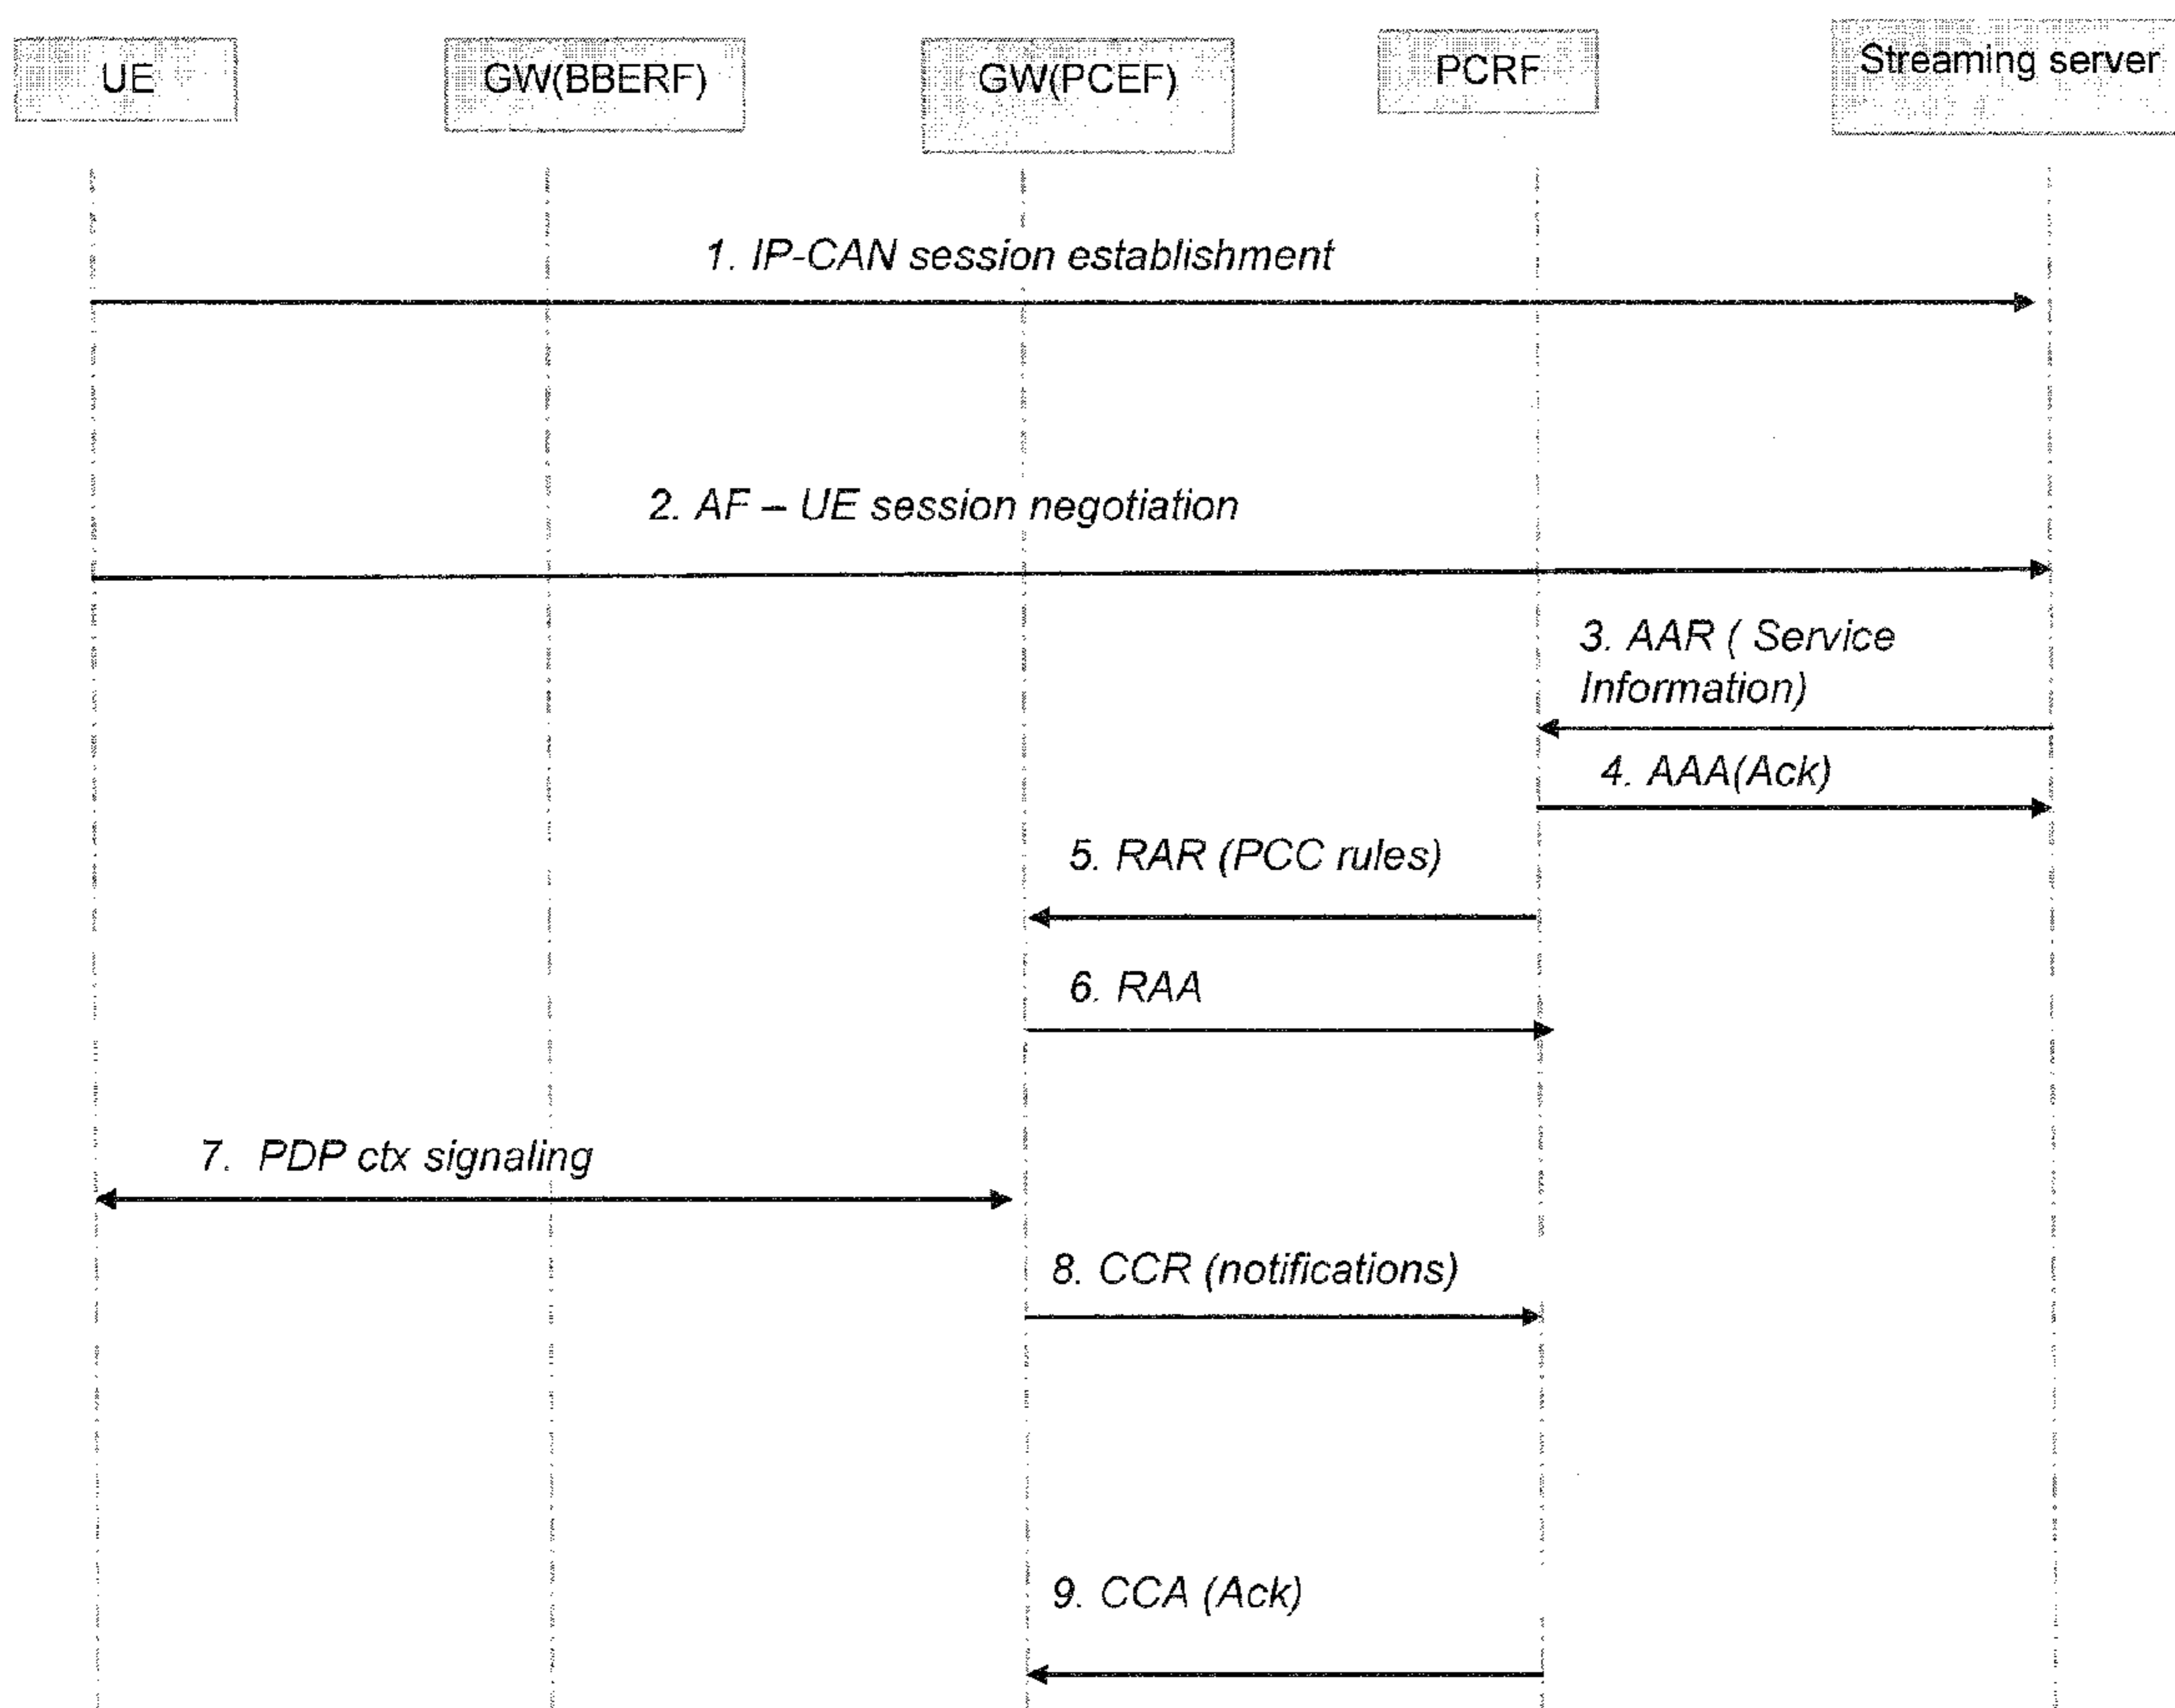 UE
GW(BBERF)
GW(PCEF)
PCRF
Streaming server
1. IP-CAN session establishment
2. AF – UE session negotiation
3. AAR ( Service
Information)
4. AAA(Ack)
5. RAR (PCC rules)
6. RAA
7. PDP ctx signaling
8. CCR (notifications)
9. CCA (Ack)